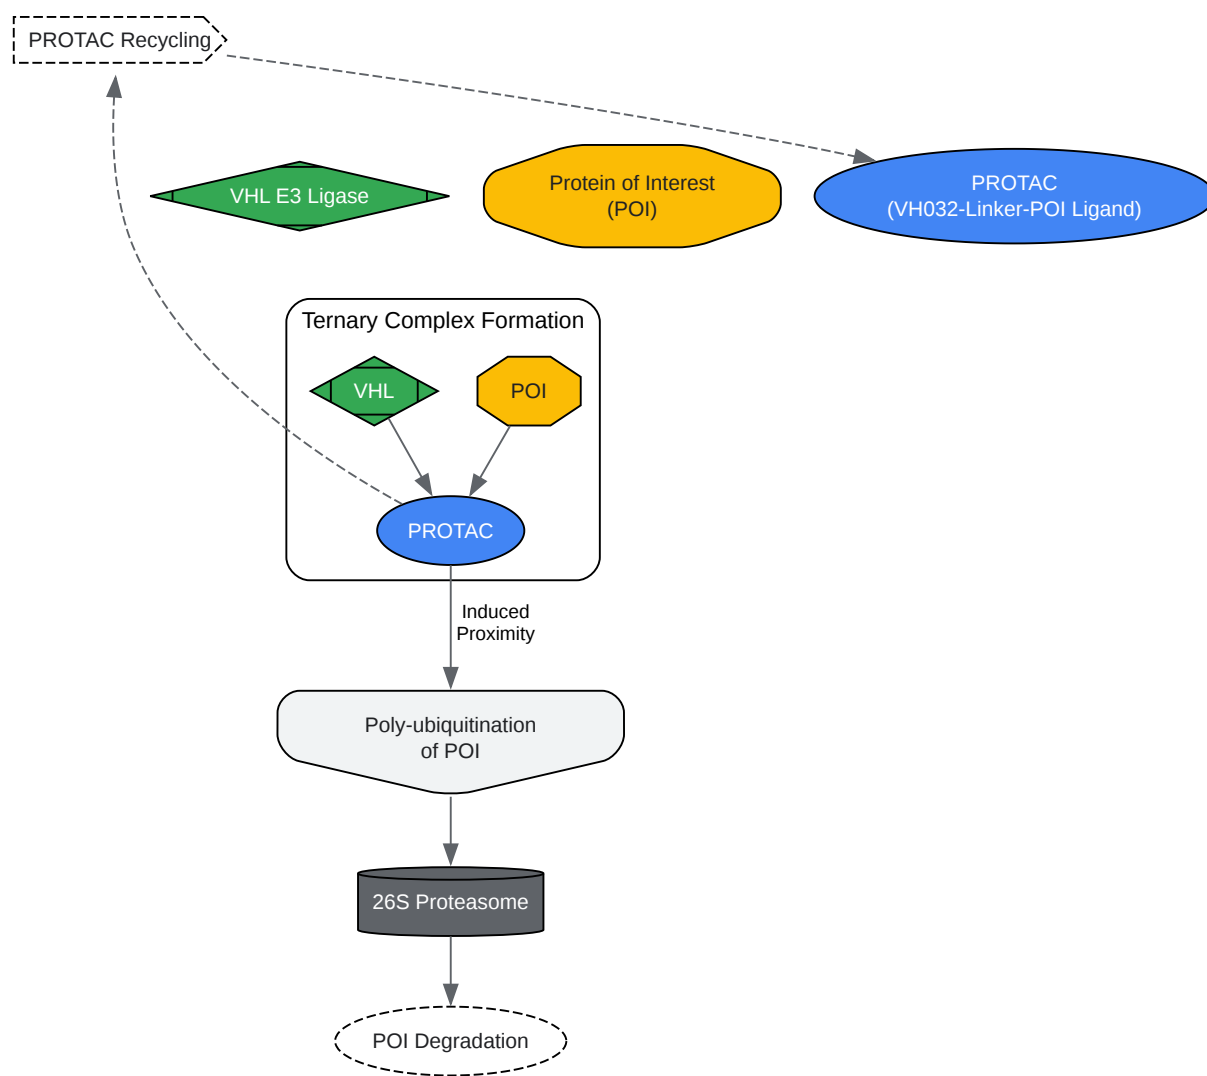 PROTAC Recycling
VHL E3 Ligase
Protein of Interest
(POI)
PROTAC
(VH032-Linker-POI Ligand)
Ternary Complex Formation
VHL
POI
PROTAC
Induced
Proximity
Poly-ubiquitination
of POI
26S Proteasome
POI Degradation